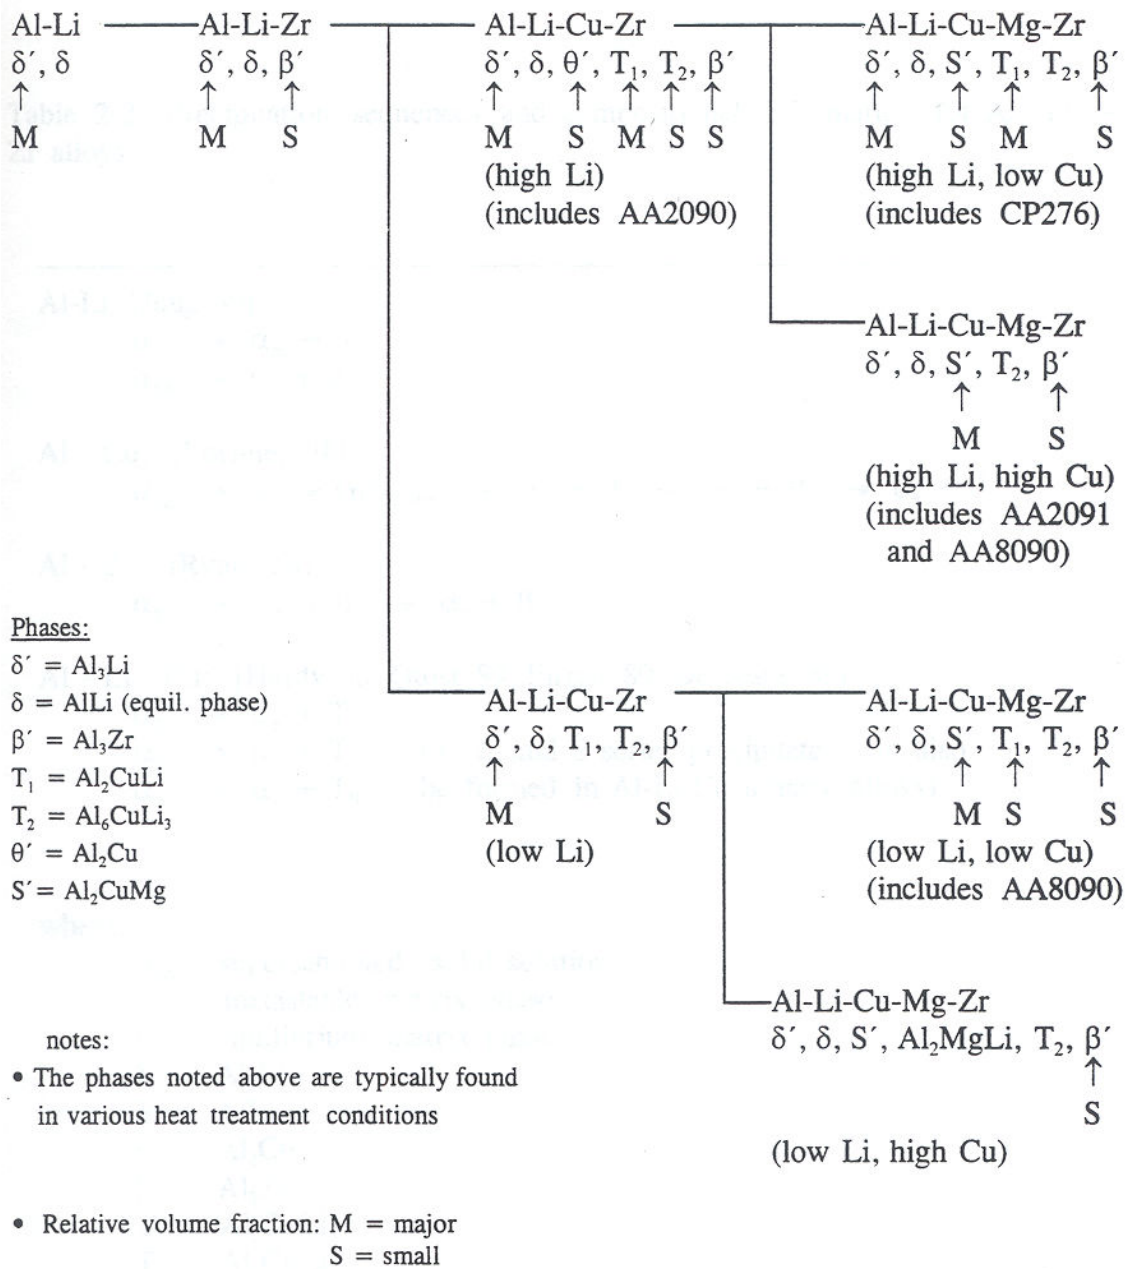 Al-Li
δ´, δ
↑
M
Al-Li-Zr
δ´, δ, β´
↑ ↑
M S
Al-Li-Cu-Zr
δ´, δ, θ´, T₁, T₂, β´
↑ ↑ ↑ ↑ ↑
M S M S S
(high Li)
(includes AA2090)
Al-Li-Cu-Mg-Zr
δ´, δ, S´, T₁, T₂, β´
↑ ↑ ↑ ↑
M S M S
(high Li, low Cu)
(includes CP276)
Al-Li-Cu-Mg-Zr
δ´, δ, S´, T₂, β´
↑ ↑
M S
(high Li, high Cu)
(includes AA2091
and AA8090)
Phases:
δ´ = Al₃Li
δ = AlLi (equil. phase)
β´ = Al₃Zr
T₁ = Al₂CuLi
T₂ = Al₆CuLi₃
θ´ = Al₂Cu
S´ = Al₂CuMg
Al-Li-Cu-Zr
δ´, δ, T₁, T₂, β´
↑ ↑
M S
(low Li)
Al-Li-Cu-Mg-Zr
δ´, δ, S´, T₁, T₂, β´
↑ ↑ ↑
M S S
(low Li, low Cu)
(includes AA8090)
Al-Li-Cu-Mg-Zr
δ´, δ, S´, Al₂MgLi, T₂, β´
↑
S
(low Li, high Cu)
notes:
• The phases noted above are typically found
in various heat treatment conditions
• Relative volume fraction: M = major
S = small